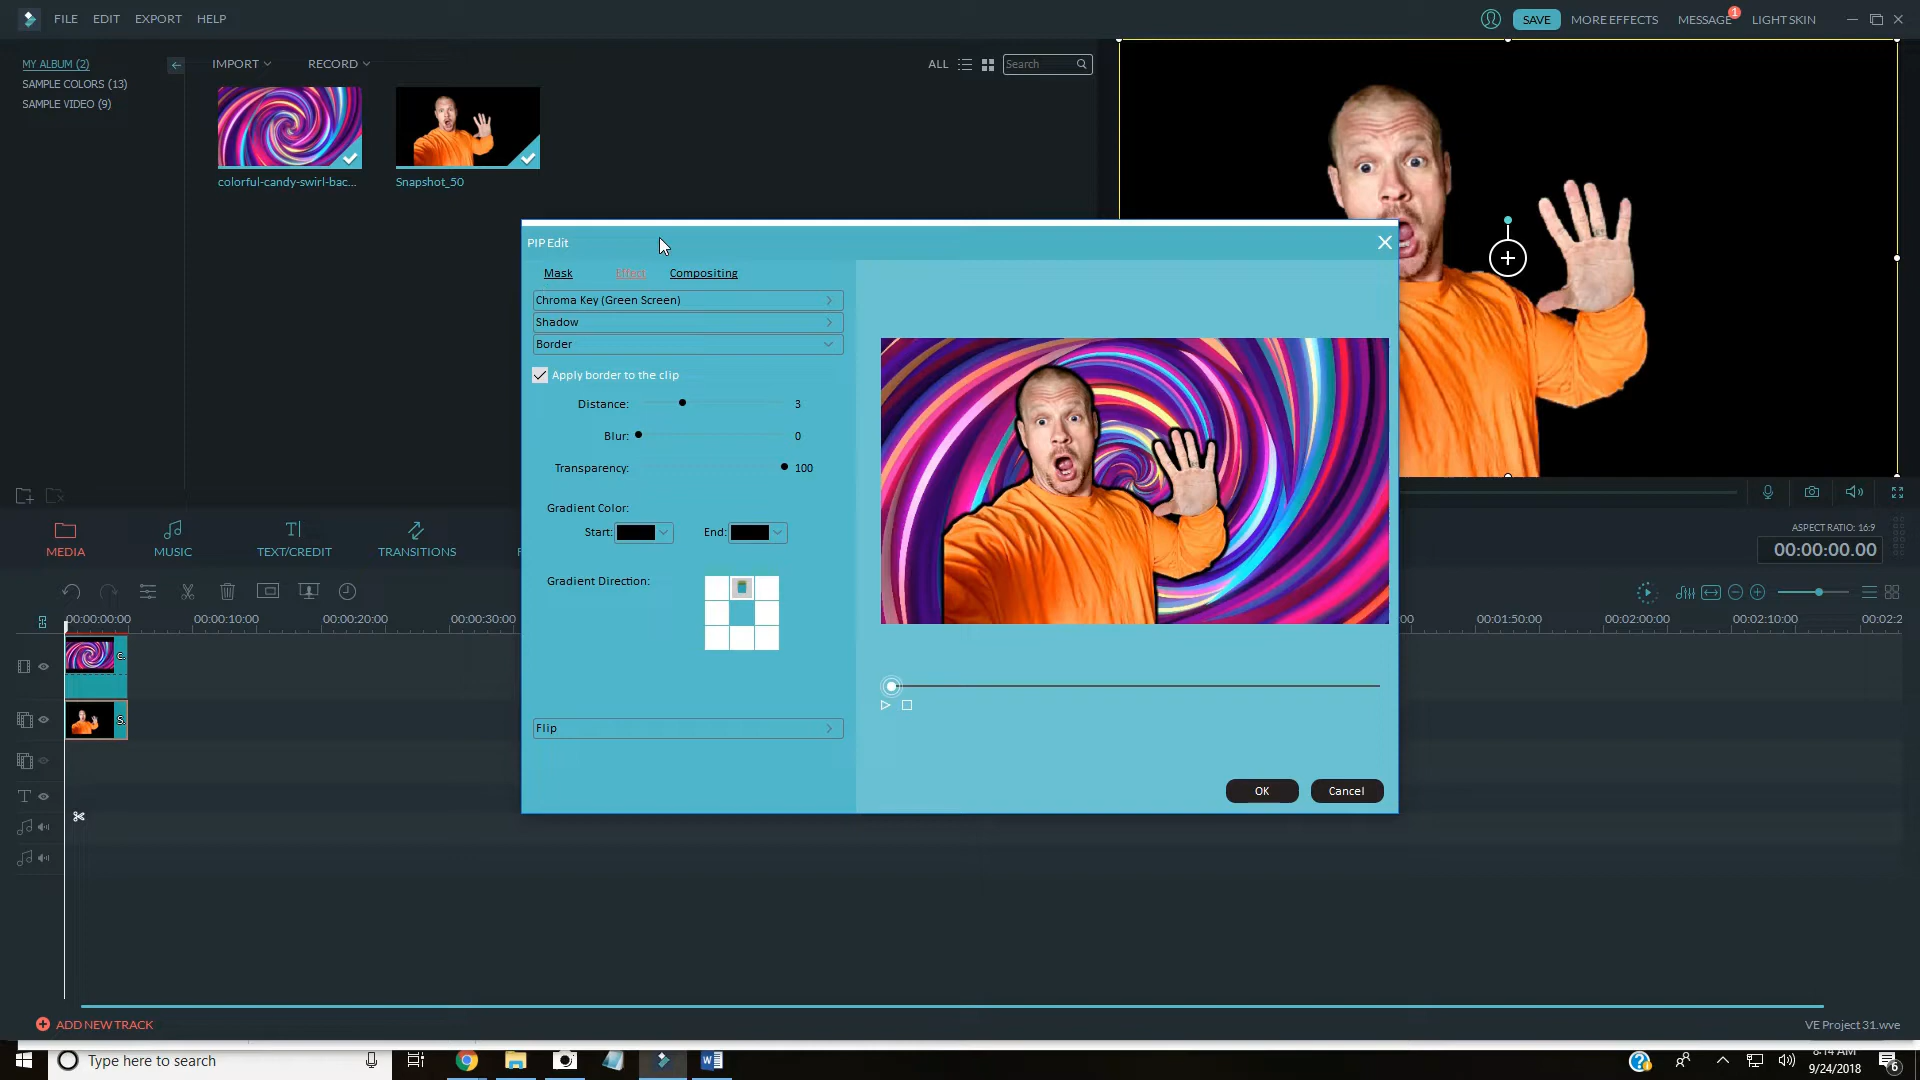 FILE EDIT EXPORT HELP
SAVE MORE EFFECTS MESSAGE 1 LIGHT SKIN
MY ALBUM (2)
SAMPLE COLORS (13)
SAMPLE VIDEO (9)
IMPORT RECORD
ALL Search
colorful-candy-swirl-bac...
Snapshot_50
PIP Edit
Mask Effect Compositing
Chroma Key (Green Screen)
Shadow
Border
Apply border to the clip
Distance: 3
Blur: 0
Transparency: 100
Gradient Color:
Start: End:
Gradient Direction:
Flip
OK Cancel
MEDIA MUSIC TEXT/CREDIT TRANSITIONS
ASPECT RATIO: 16:9
00:00:00.00
00:00:00:00 00:00:10:00 00:00:20:00 00:00:30:00 00:01:50:00 00:02:00:00 00:02:10:00
ADD NEW TRACK
VE Project 31.wve
Type here to search
8:14 AM
9/24/2018
6